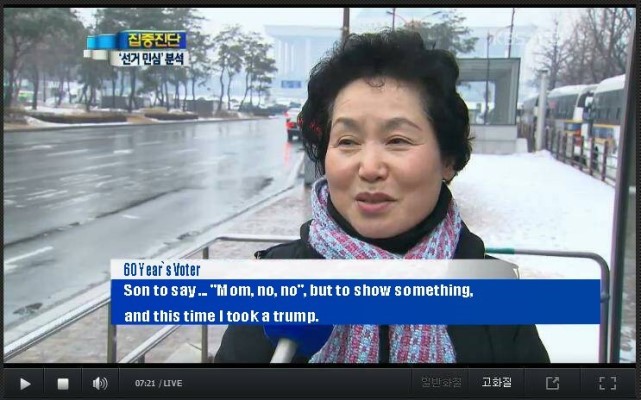 집중진단
'선거 민심' 분석
60 Year's Voter
Son to say... "Mom, no, no", but to show something,
and this time I took a trump.
07:21 / LIVE
일반화질
고화질